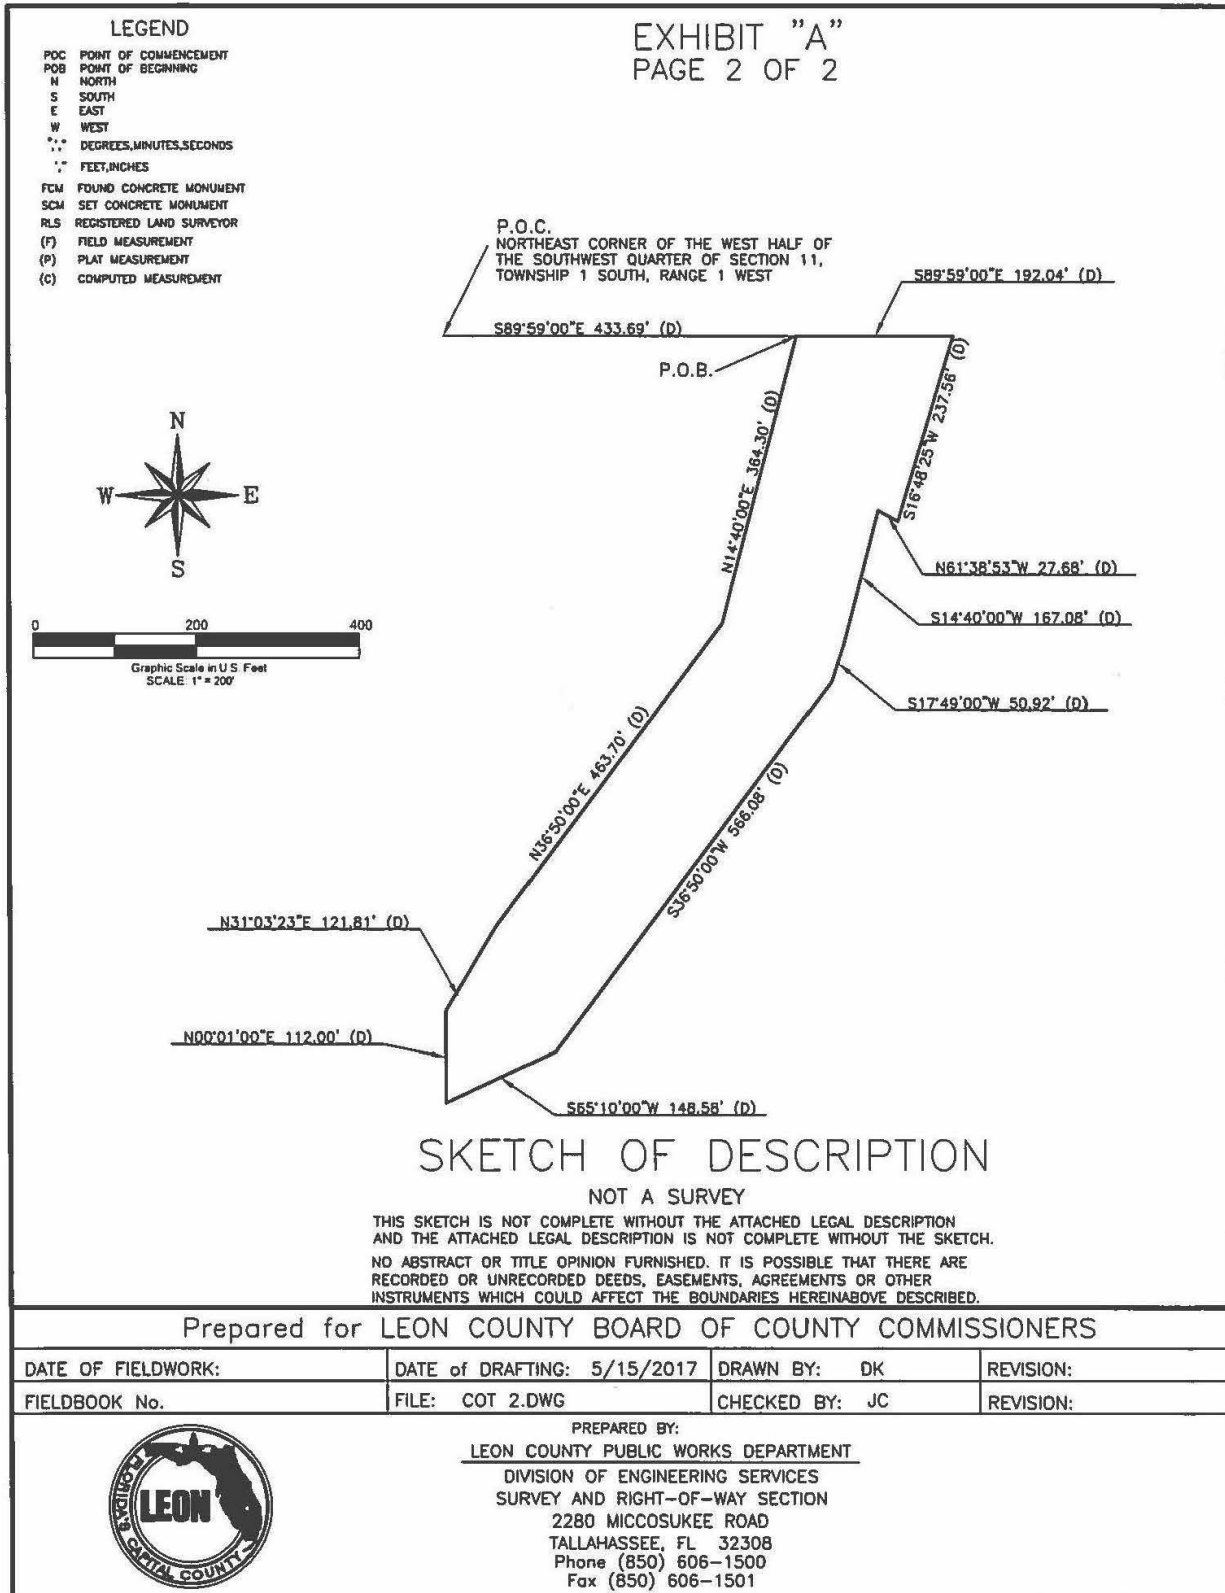 LEGEND
POC POINT OF COMMENCEMENT
POB POINT OF BEGINNING
N NORTH
S SOUTH
E EAST
W WEST
°,',"  DEGREES,MINUTES,SECONDS
'," FEET,INCHES
FCM FOUND CONCRETE MONUMENT
SCM SET CONCRETE MONUMENT
RLS REGISTERED LAND SURVEYOR
(F) FIELD MEASUREMENT
(P) PLAT MEASUREMENT
(C) COMPUTED MEASUREMENT
EXHIBIT "A"
PAGE 2 OF 2
P.O.C.
NORTHEAST CORNER OF THE WEST HALF OF
THE SOUTHWEST QUARTER OF SECTION 11,
TOWNSHIP 1 SOUTH, RANGE 1 WEST
S89°59'00"E 192.04' (D)
S89°59'00"E 433.69' (D)
P.O.B.
S16°48'25"W 237.56' (D)
N14°40'00"E 364.30' (D)
N
W E
S
N61°38'53"W 27.68' (D)
S14°40'00"W 167.08' (D)
0 200 400
Graphic Scale in U.S. Feet
SCALE: 1" = 200'
S17°49'00"W 50.92' (D)
N36°50'00"E 463.70' (D)
S36°50'00"W 566.08' (D)
N31°03'23"E 121.81' (D)
N00°01'00"E 112.00' (D)
S65°10'00"W 148.58' (D)
SKETCH OF DESCRIPTION
NOT A SURVEY
THIS SKETCH IS NOT COMPLETE WITHOUT THE ATTACHED LEGAL DESCRIPTION
AND THE ATTACHED LEGAL DESCRIPTION IS NOT COMPLETE WITHOUT THE SKETCH.
NO ABSTRACT OR TITLE OPINION FURNISHED. IT IS POSSIBLE THAT THERE ARE
RECORDED OR UNRECORDED DEEDS, EASEMENTS, AGREEMENTS OR OTHER
INSTRUMENTS WHICH COULD AFFECT THE BOUNDARIES HEREINABOVE DESCRIBED.
Prepared for LEON COUNTY BOARD OF COUNTY COMMISSIONERS
DATE OF FIELDWORK: DATE of DRAFTING: 5/15/2017 DRAWN BY: DK REVISION:
FIELDBOOK No. FILE: COT 2.DWG CHECKED BY: JC REVISION:
PREPARED BY:
LEON COUNTY PUBLIC WORKS DEPARTMENT
DIVISION OF ENGINEERING SERVICES
SURVEY AND RIGHT-OF-WAY SECTION
2280 MICCOSUKEE ROAD
TALLAHASSEE, FL 32308
Phone (850) 606-1500
Fax (850) 606-1501
LEON
FLORIDA'S CAPITAL COUNTY